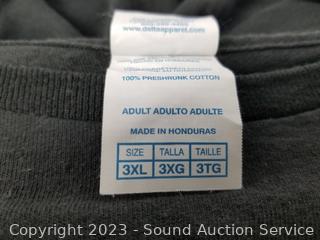 www.deltaapparel.com
100% PRESHRUNK COTTON
ADULT ADULTO ADULTE
MADE IN HONDURAS
SIZE TALLA TAILLE
3XL 3XG 3TG
Copyright 2023 - Sound Auction Service